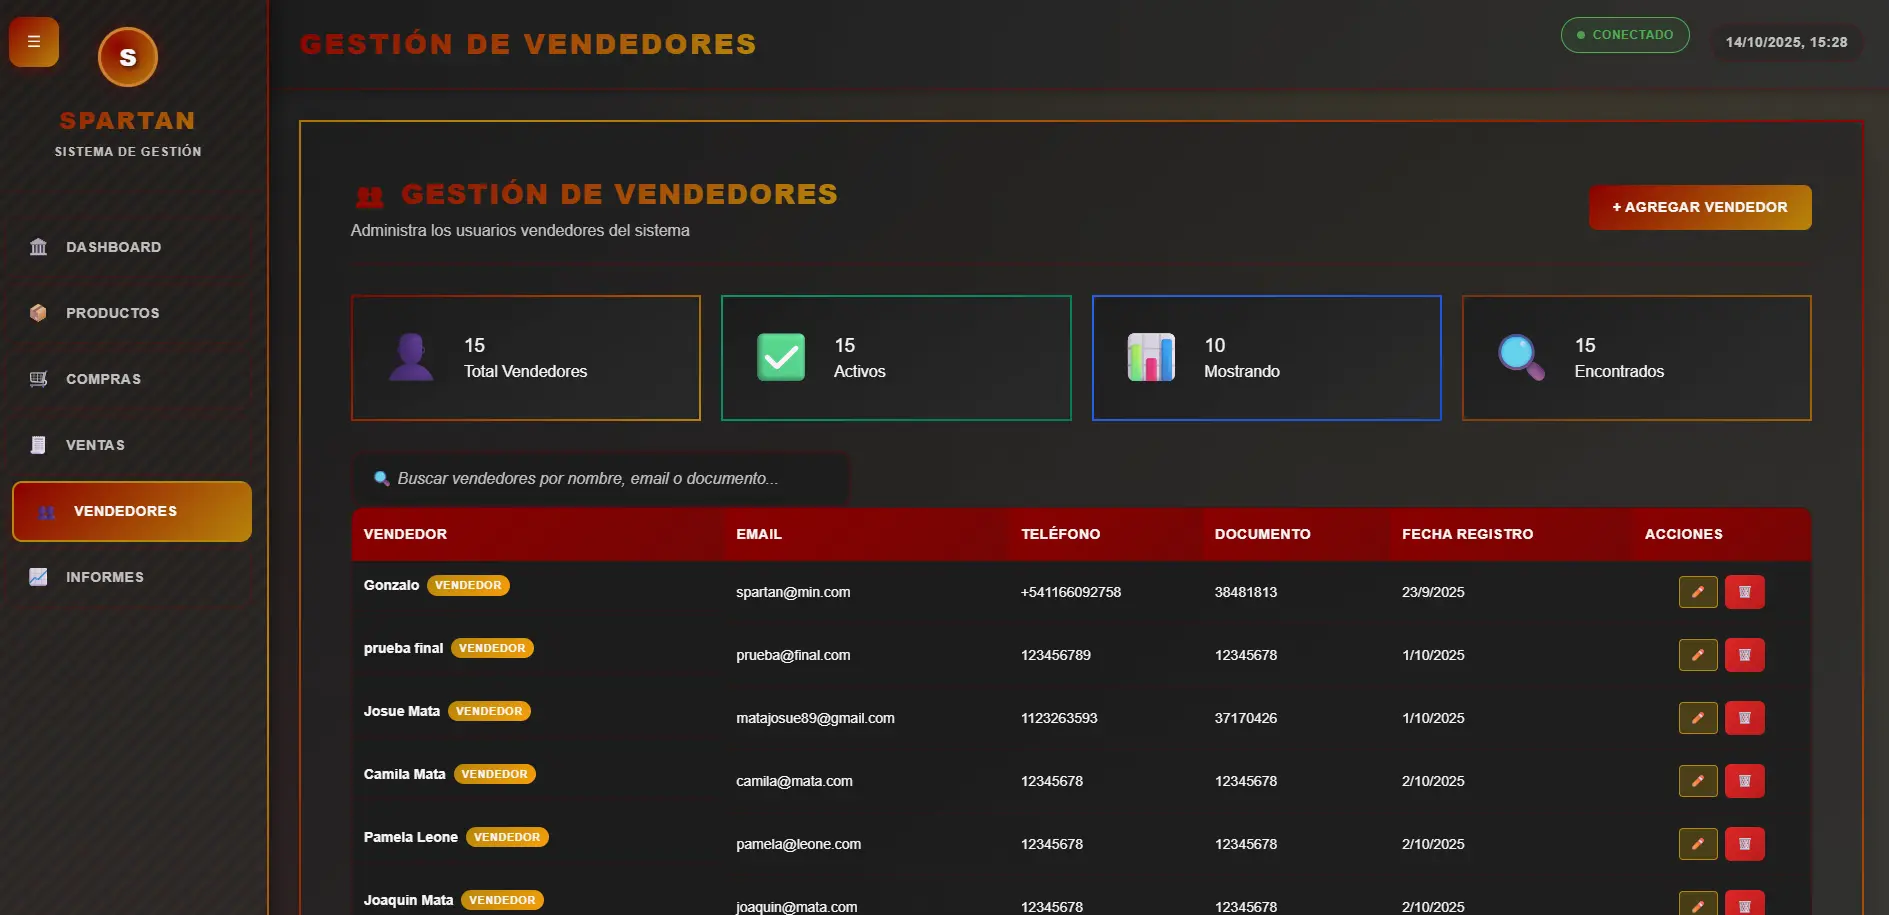 ☰
S
SPARTAN
SISTEMA DE GESTIÓN
DASHBOARD
PRODUCTOS
COMPRAS
VENTAS
VENDEDORES
INFORMES
GESTIÓN DE VENDEDORES
CONECTADO
14/10/2025, 15:28
GESTIÓN DE VENDEDORES
Administra los usuarios vendedores del sistema
+ AGREGAR VENDEDOR
15
Total Vendedores
15
Activos
10
Mostrando
15
Encontrados
Buscar vendedores por nombre, email o documento...
VENDEDOR EMAIL TELÉFONO DOCUMENTO FECHA REGISTRO ACCIONES
Gonzalo VENDEDOR spartan@min.com +541166092758 38481813 23/9/2025
prueba final VENDEDOR prueba@final.com 123456789 12345678 1/10/2025
Josue Mata VENDEDOR matajosue89@gmail.com 1123263593 37170426 1/10/2025
Camila Mata VENDEDOR camila@mata.com 12345678 12345678 2/10/2025
Pamela Leone VENDEDOR pamela@leone.com 12345678 12345678 2/10/2025
Joaquin Mata VENDEDOR joaquin@mata.com 12345678 12345678 2/10/2025